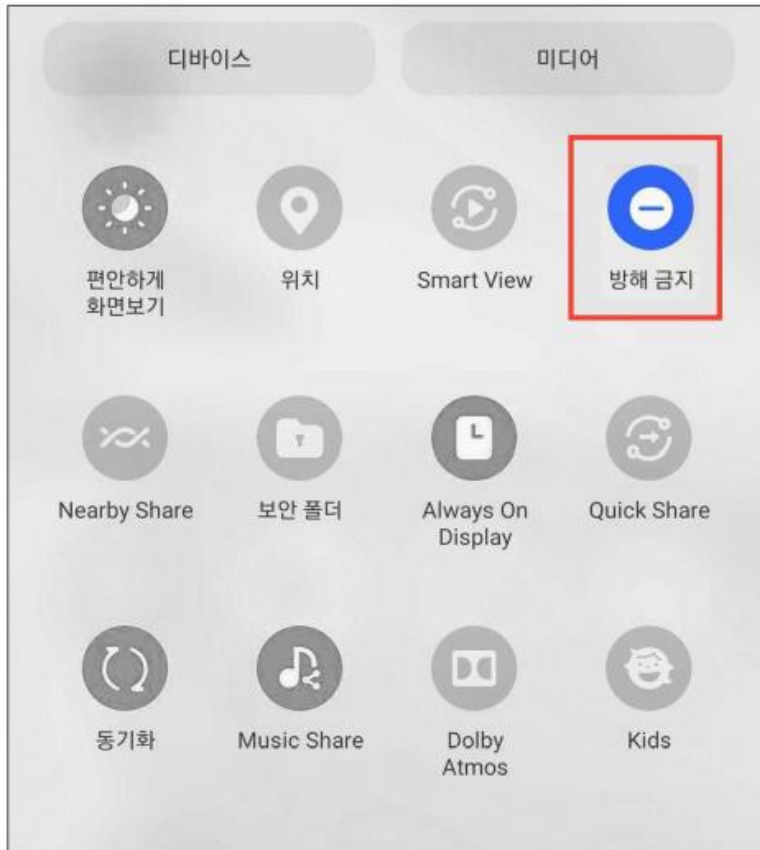 디바이스 미디어
편안하게
화면보기
위치
Smart View
방해 금지
Nearby Share
보안 폴더
Always On
Display
Quick Share
동기화
Music Share
Dolby
Atmos
Kids